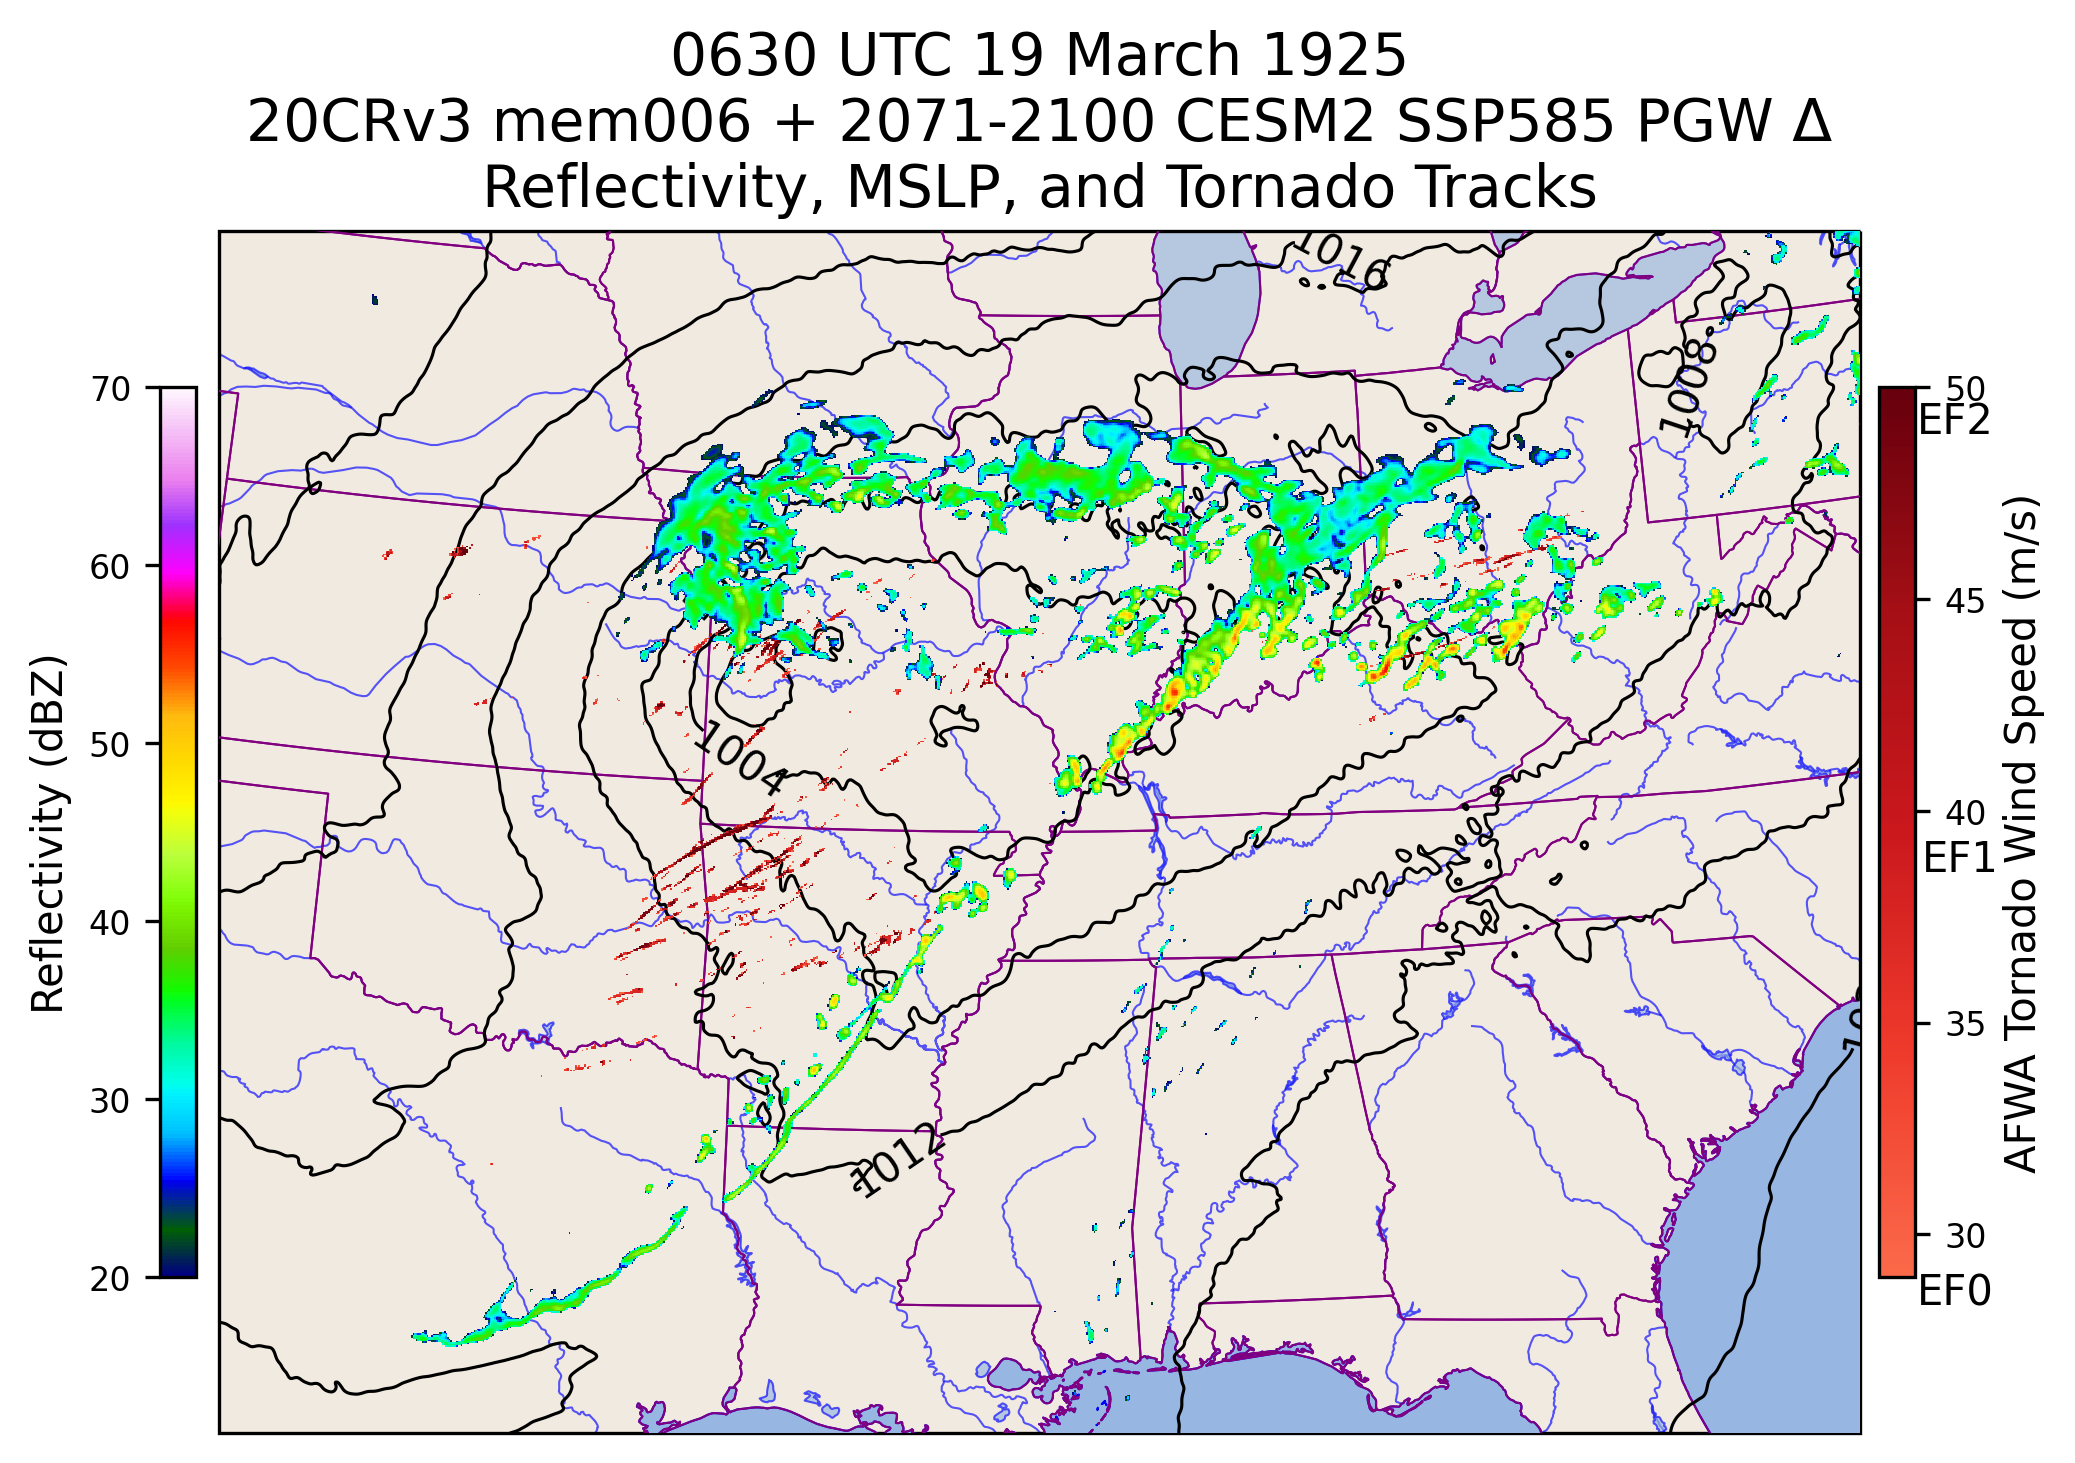 0630 UTC 19 March 1925
20CRv3 mem006 + 2071-2100 CESM2 SSP585 PGW Δ
Reflectivity, MSLP, and Tornado Tracks
1016
1008
1004
1012
70
60
50
40
30
20
Reflectivity (dBZ)
50
EF2
45
40
EF1
35
30
EF0
AFWA Tornado Wind Speed (m/s)